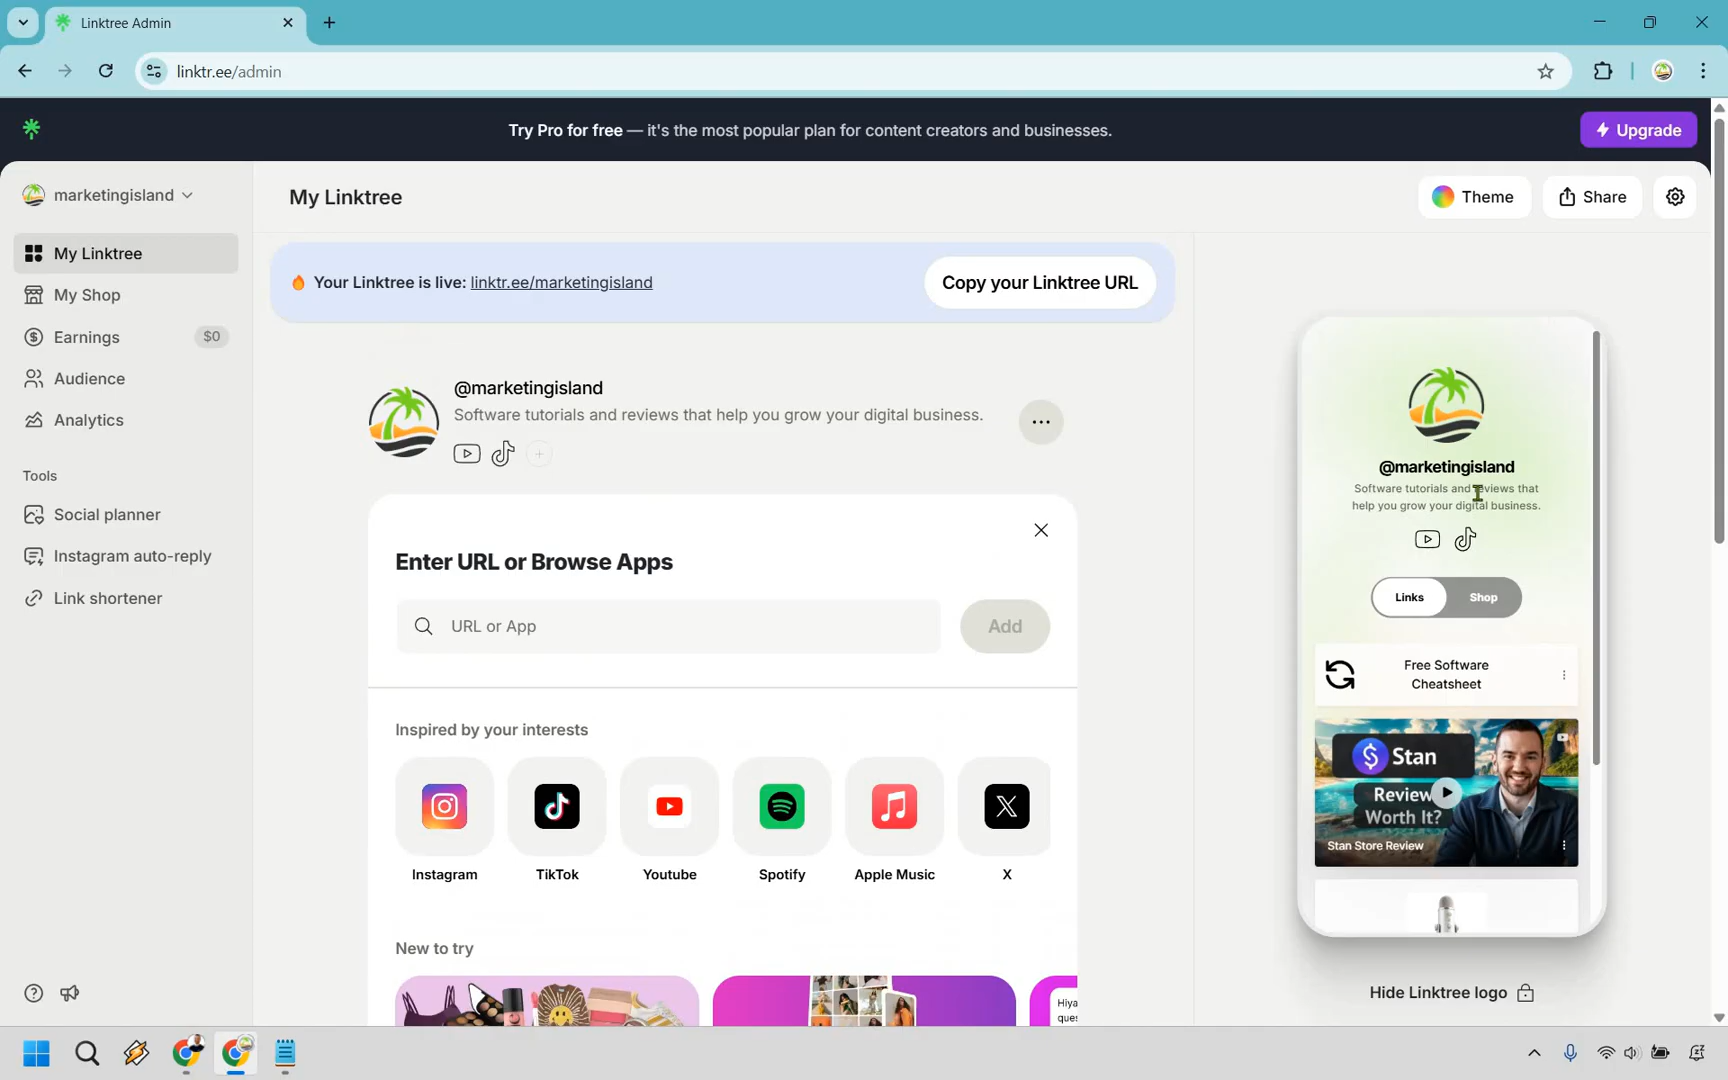 Linktree Admin
linktr.ee/admin
Try Pro for free — it's the most popular plan for content creators and businesses.
Upgrade
marketingisland
My Linktree
Theme
Share
My Linktree
My Shop
Earnings
$0
Audience
Analytics
Tools
Social planner
Instagram auto-reply
Link shortener
Your Linktree is live: linktr.ee/marketingisland
Copy your Linktree URL
@marketingisland
Software tutorials and reviews that help you grow your digital business.
Enter URL or Browse Apps
URL or App
Add
Inspired by your interests
Instagram
TikTok
Youtube
Spotify
Apple Music
X
New to try
Hiya
ques
@marketingisland
Software tutorials and reviews that
help you grow your digital business.
Links
Shop
Free Software
Cheatsheet
Stan
Review
Worth It?
Stan Store Review
Hide Linktree logo